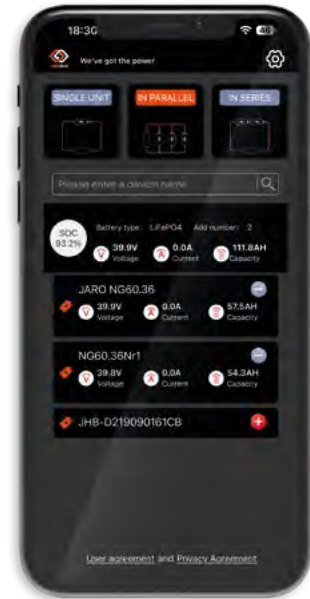 18:30
46
We've got the power
SINGLE UNIT
IN PARALLEL
IN SERIES
Please enter a device name
SOC
93.2%
Battery type: LiFePO4 Add number: 2
39.9V
Voltage
0.0A
Current
111.8AH
Capacity
JARO NG60.36
39.9V
Voltage
0.0A
Current
57.5AH
Capacity
NG60.36Nr1
39.8V
Voltage
0.0A
Current
54.3AH
Capacity
JHB-D219090161CB
User agreement and Privacy Agreement